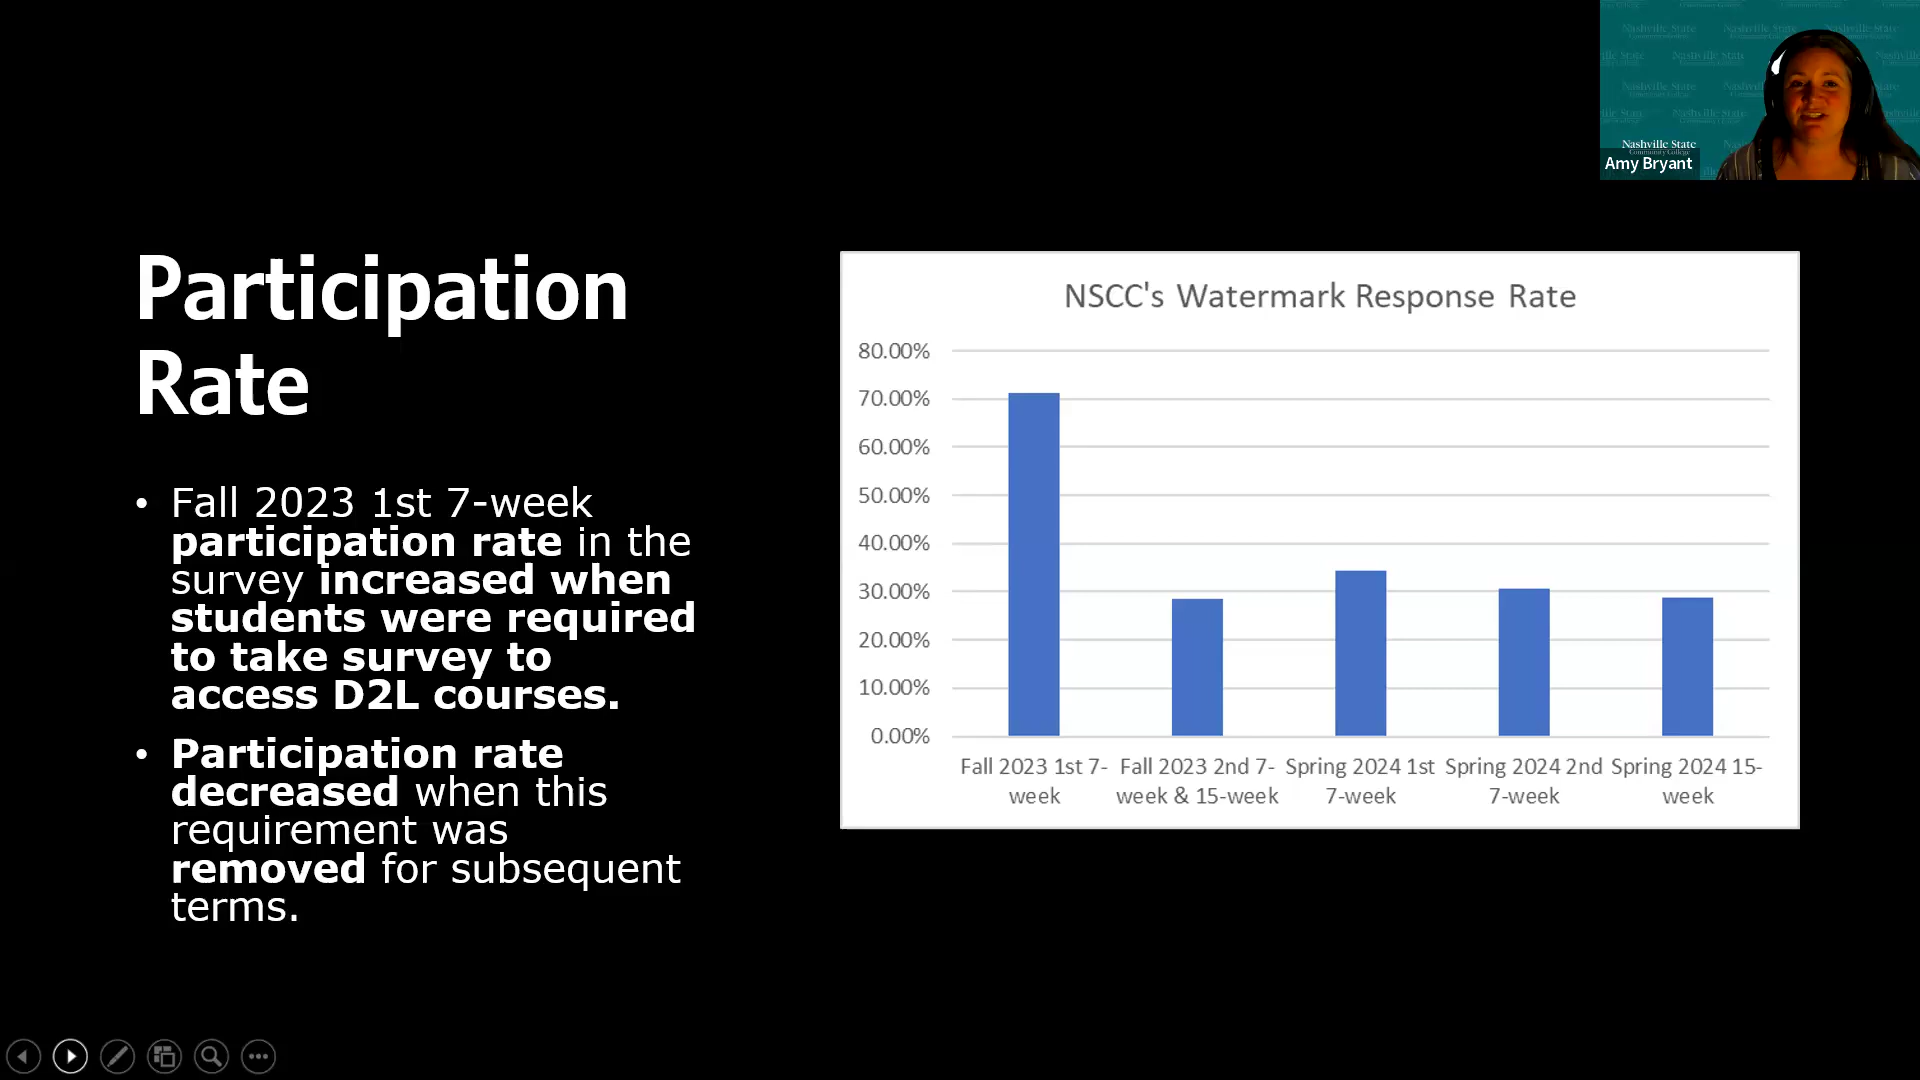 Nashville State
Community College
Amy Bryant
Participation
Rate
• Fall 2023 1st 7-week
participation rate in the
survey increased when
students were required
to take survey to
access D2L courses.
• Participation rate
decreased when this
requirement was
removed for subsequent
terms.
NSCC's Watermark Response Rate
80.00%
70.00%
60.00%
50.00%
40.00%
30.00%
20.00%
10.00%
0.00%
Fall 2023 1st 7-
week
Fall 2023 2nd 7-
week & 15-week
Spring 2024 1st
7-week
Spring 2024 2nd
7-week
Spring 2024 15-
week